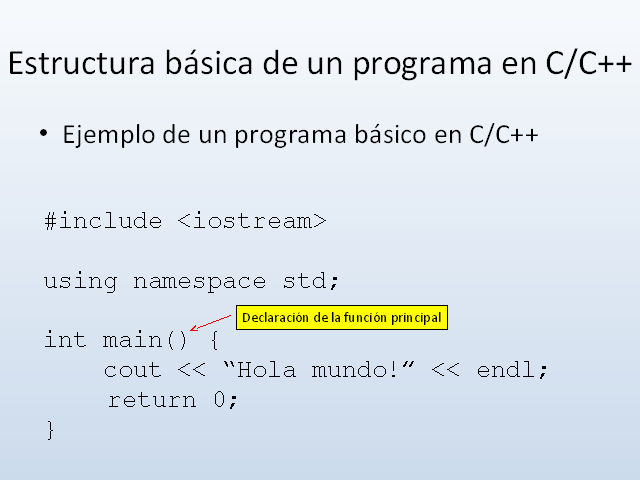 Estructura básica de un programa en C/C++
• Ejemplo de un programa básico en C/C++
#include <iostream>
using namespace std;
Declaración de la función principal
int main() {
cout << “Hola mundo!” << endl;
return 0;
}